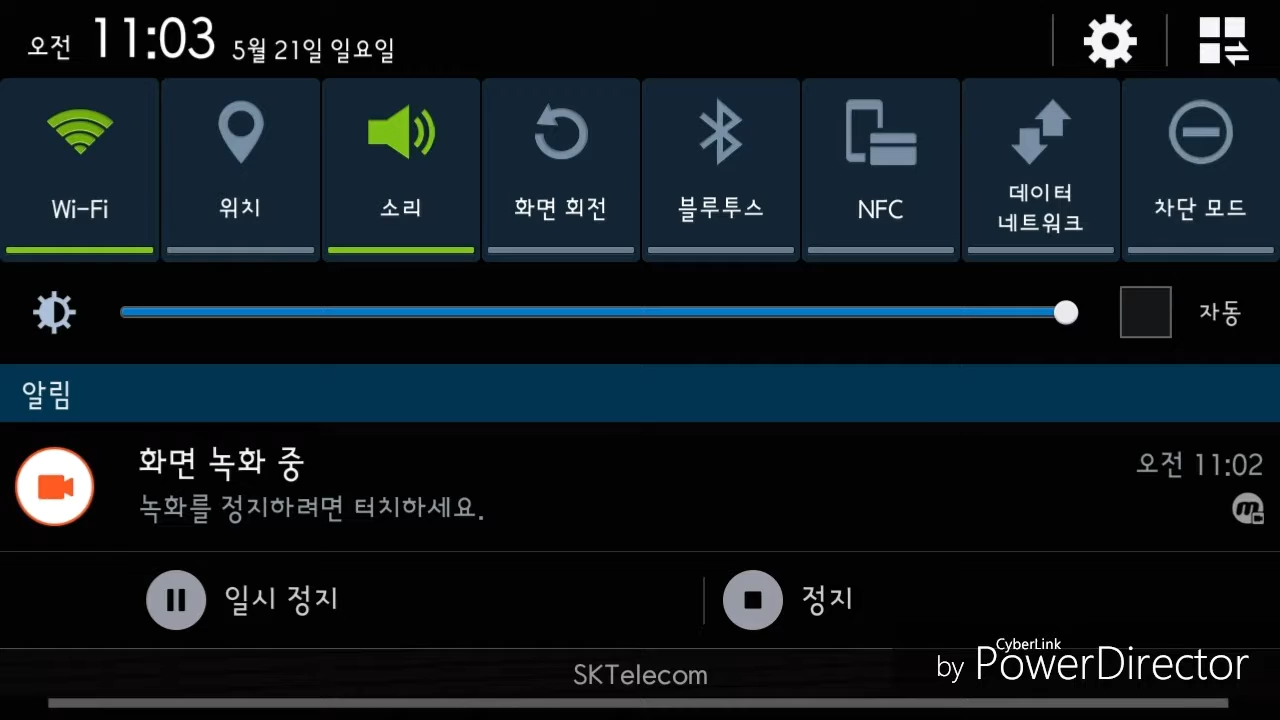 오전 11:03 5월 21일 일요일
Wi-Fi
위치
소리
화면 회전
블루투스
NFC
데이터
네트워크
차단 모드
자동
알림
화면 녹화 중
오전 11:02
녹화를 정지하려면 터치하세요.
일시 정지
정지
SKTelecom
CyberLink
by PowerDirector